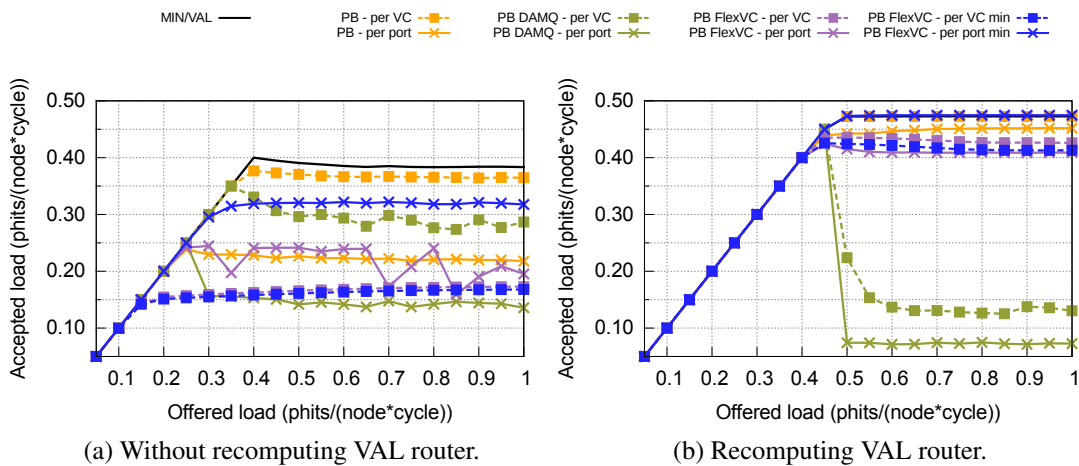 MIN/VAL
PB - per VC
PB - per port
PB DAMQ - per VC
PB DAMQ - per port
PB FlexVC - per VC
PB FlexVC - per port
PB FlexVC - per VC min
PB FlexVC - per port min
Accepted load (phits/(node*cycle))
0.50
0.40
0.30
0.20
0.10
0.1 0.2 0.3 0.4 0.5 0.6 0.7 0.8 0.9 1
Offered load (phits/(node*cycle))
(a) Without recomputing VAL router.
Accepted load (phits/(node*cycle))
0.50
0.40
0.30
0.20
0.10
0.1 0.2 0.3 0.4 0.5 0.6 0.7 0.8 0.9 1
Offered load (phits/(node*cycle))
(b) Recomputing VAL router.